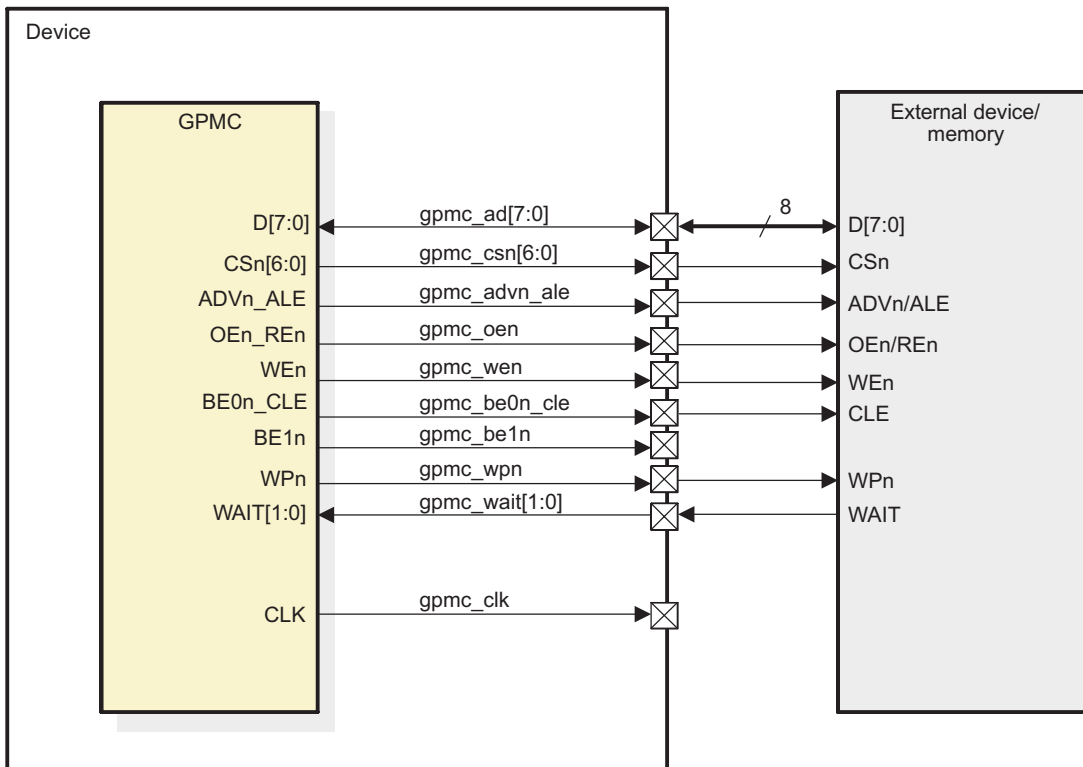 Device
GPMC
External device/
memory
D[7:0] gpmc_ad[7:0] 8 D[7:0]
CSn[6:0] gpmc_csn[6:0] CSn
ADVn_ALE gpmc_advn_ale ADVn/ALE
OEn_REn gpmc_oen OEn/REn
WEn gpmc_wen WEn
BE0n_CLE gpmc_be0n_cle CLE
BE1n gpmc_be1n
WPn gpmc_wpn WPn
WAIT[1:0] gpmc_wait[1:0] WAIT
CLK gpmc_clk